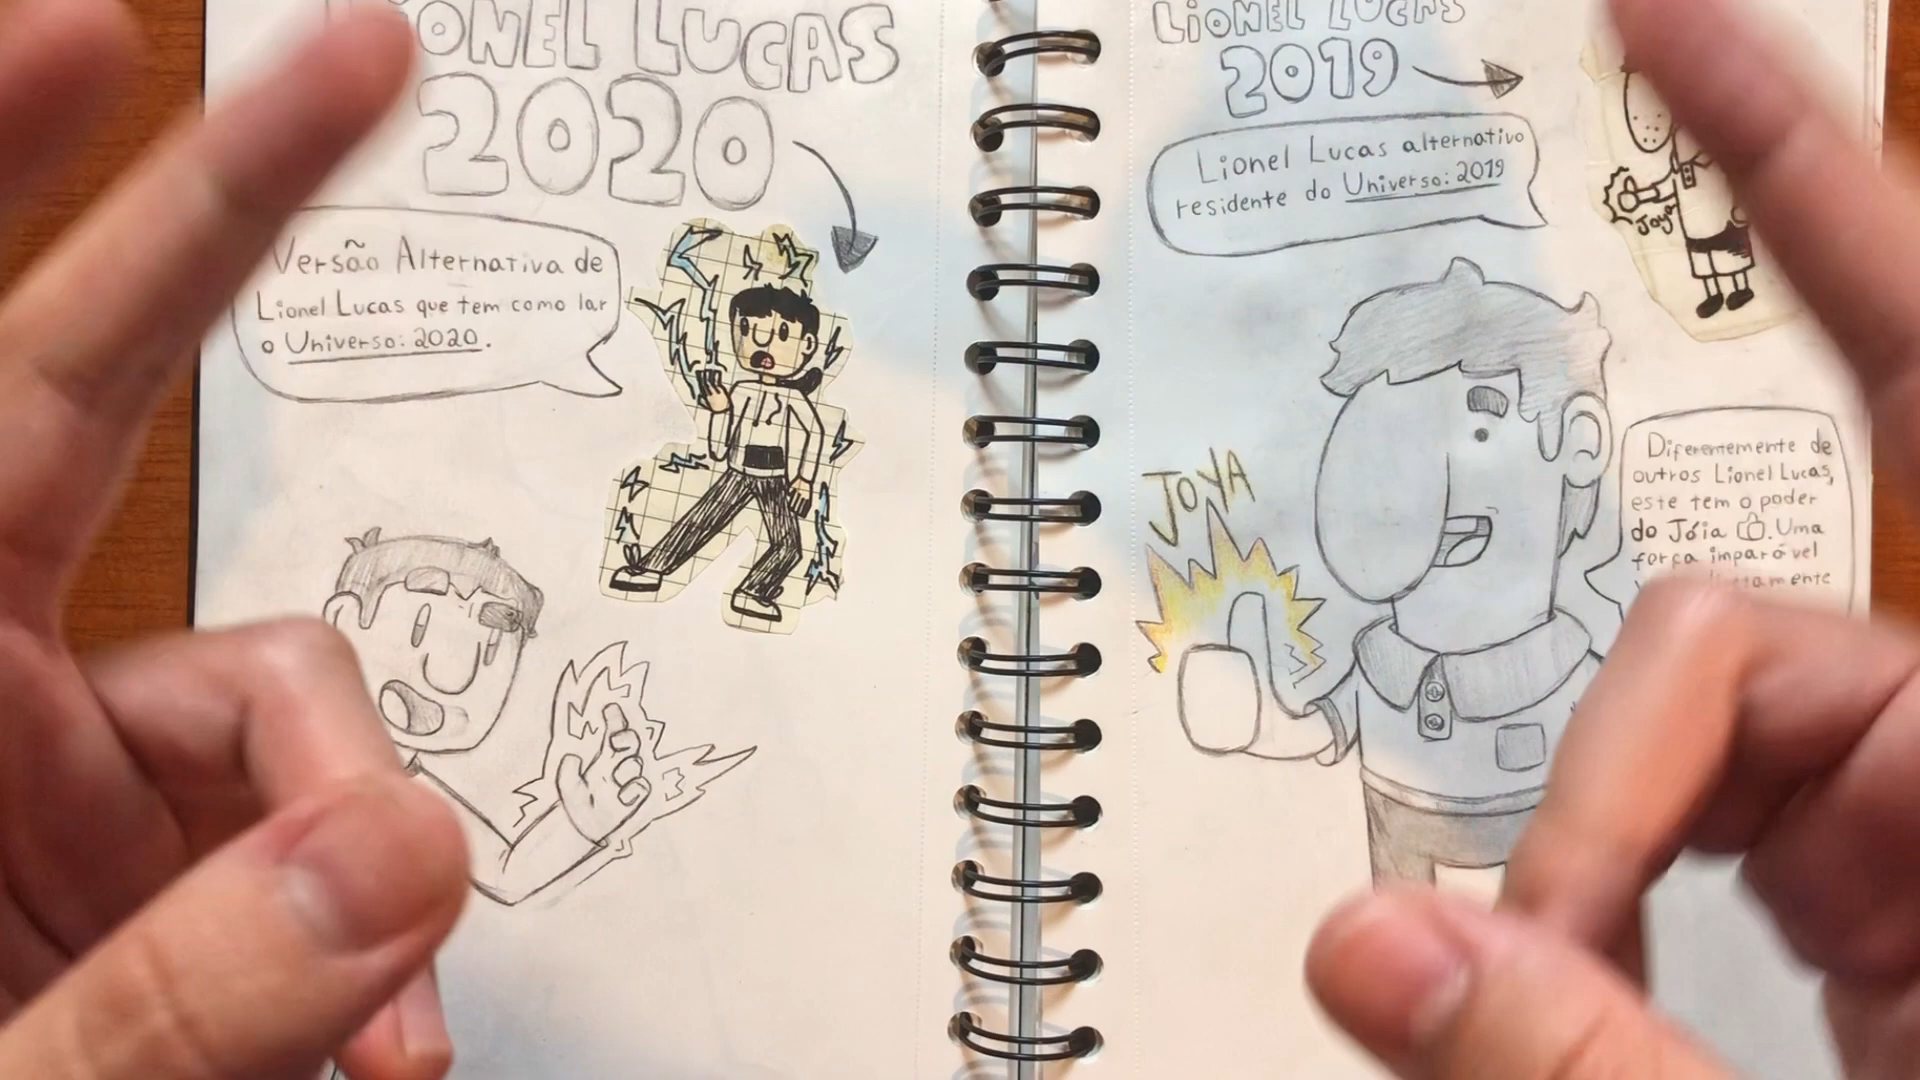 LIONEL LUCAS
2020
Versão Alternativa de
Lionel Lucas que tem como lar
o Universo: 2020.
LIONEL LUCAS
2019
Lionel Lucas alternativo
residente do Universo: 2019
Joya
JOYA
Diferentemente de
outros Lionel Lucas,
este tem o poder
do Jóia 👍. Uma
força imparável